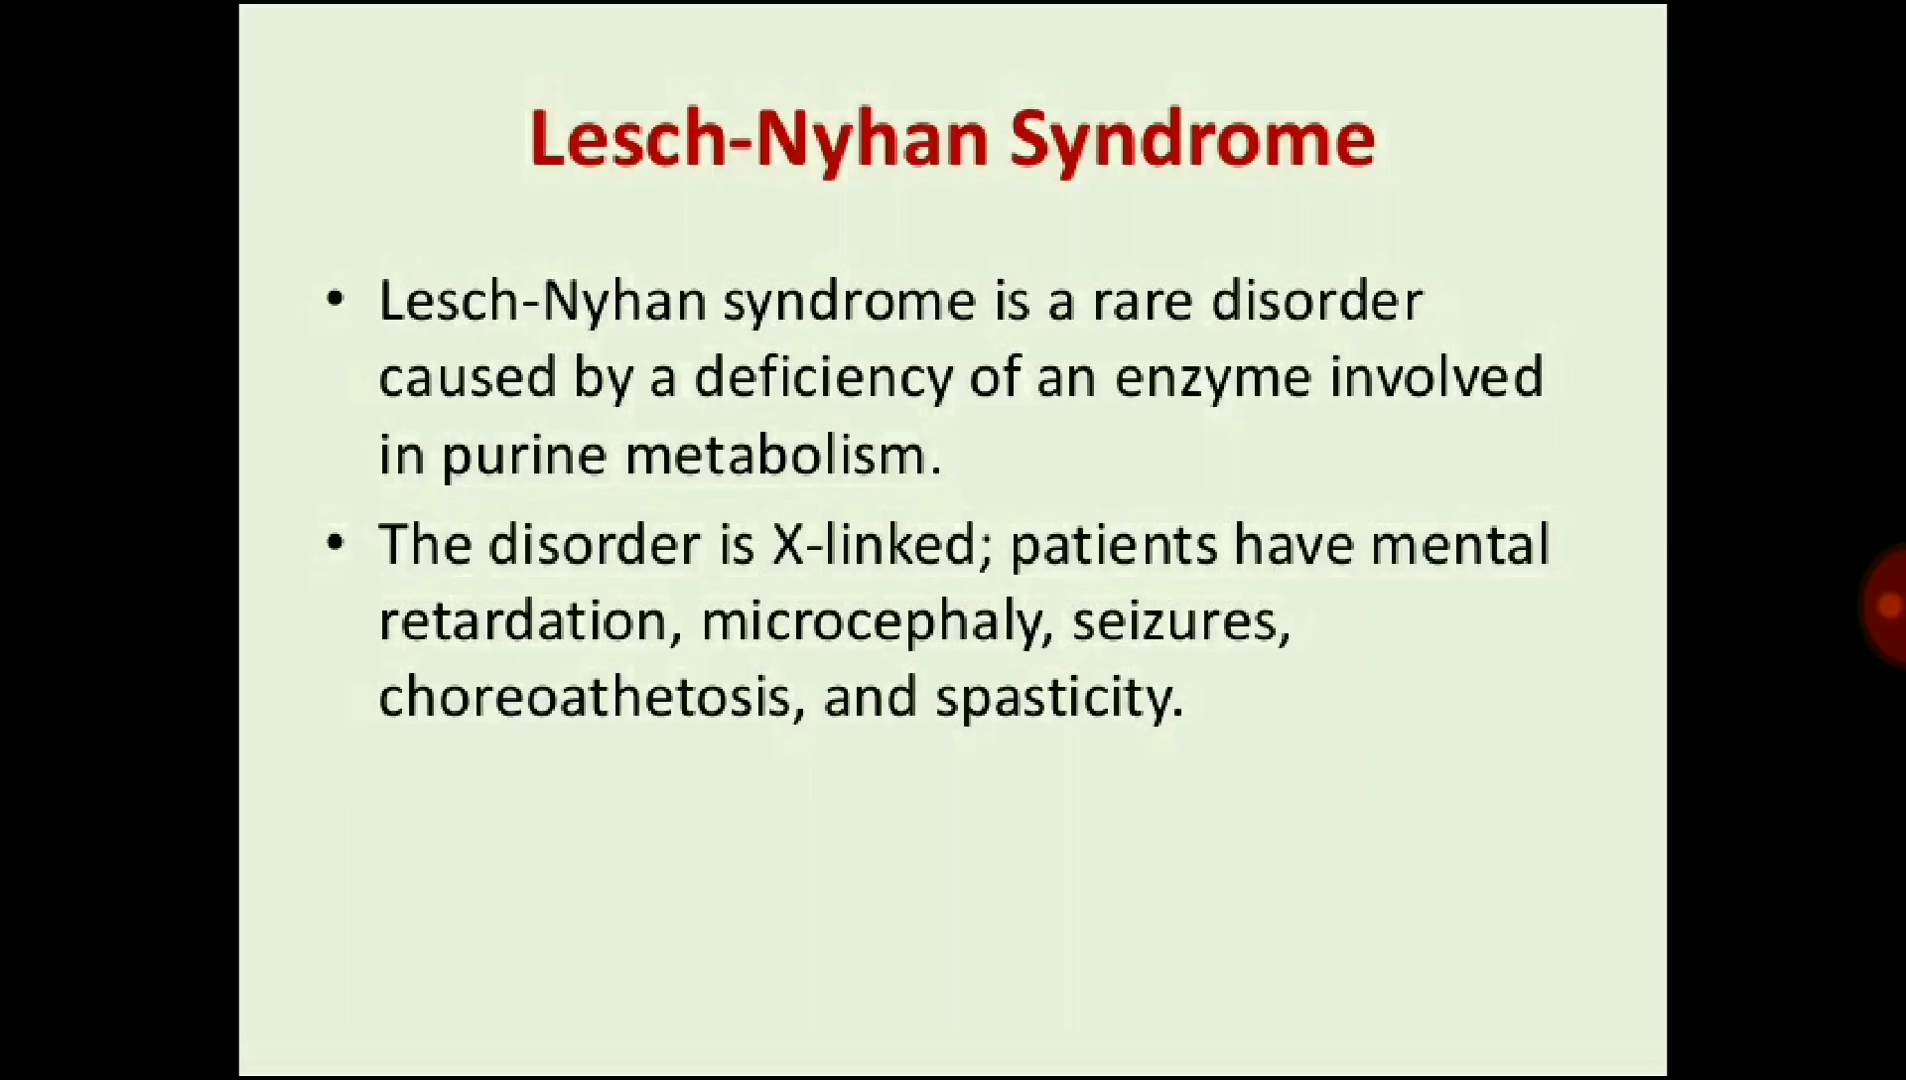 Lesch-Nyhan Syndrome
• Lesch-Nyhan syndrome is a rare disorder
caused by a deficiency of an enzyme involved
in purine metabolism.
• The disorder is X-linked; patients have mental
retardation, microcephaly, seizures,
choreoathetosis, and spasticity.